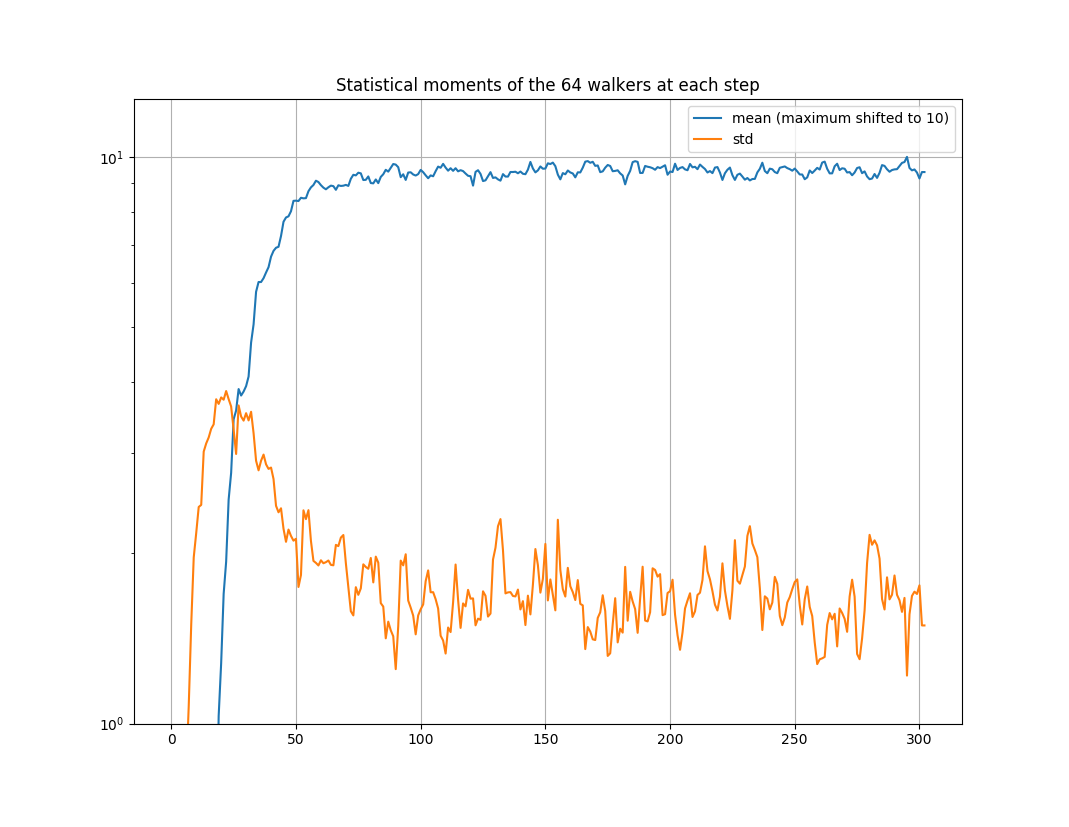 Statistical moments of the 64 walkers at each step
mean (maximum shifted to 10)
std
10¹
10⁰
0 50 100 150 200 250 300